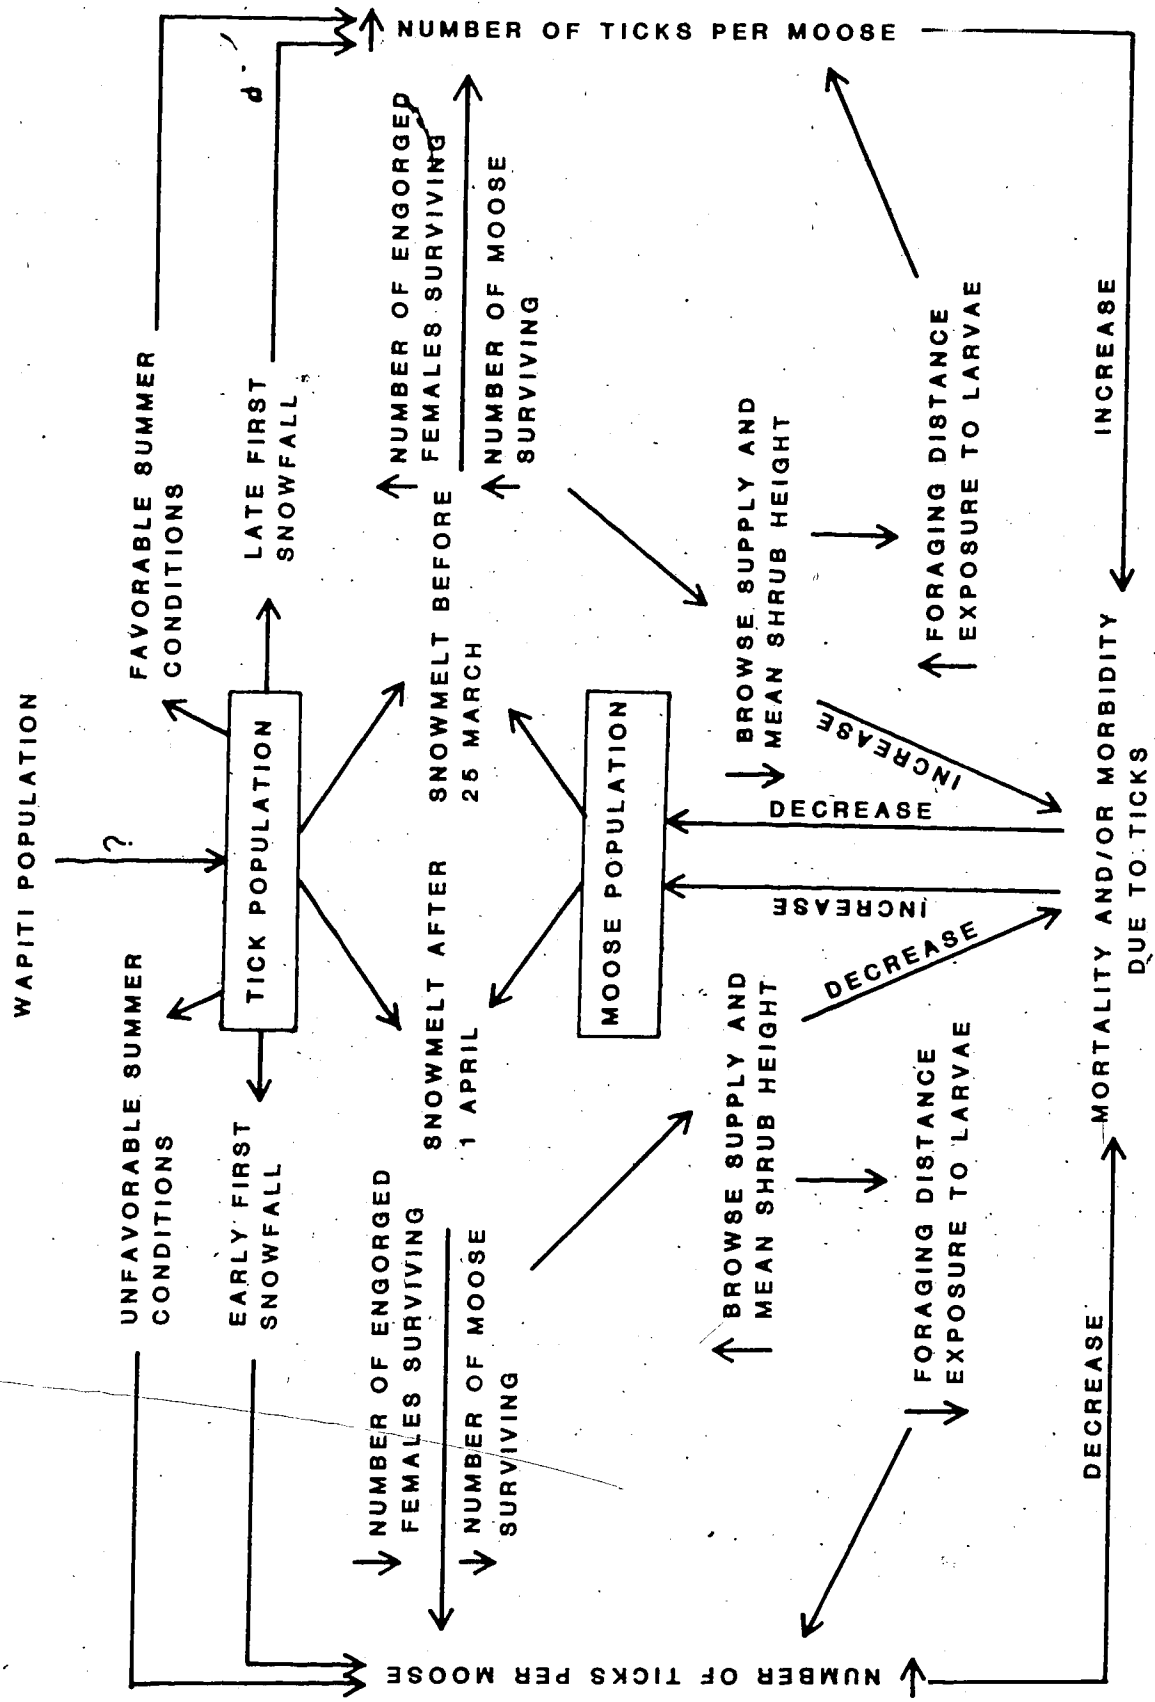 WAPITI POPULATION
?
UNFAVORABLE SUMMER
CONDITIONS
FAVORABLE SUMMER
CONDITIONS
EARLY FIRST
SNOWFALL
TICK POPULATION
LATE FIRST
SNOWFALL
↓ NUMBER OF ENGORGED
FEMALES SURVIVING
↓ NUMBER OF MOOSE
SURVIVING
SNOWMELT AFTER
1 APRIL
SNOWMELT BEFORE
25 MARCH
↑ NUMBER OF ENGORGED
FEMALES SURVIVING
↑ NUMBER OF MOOSE
SURVIVING
↑ NUMBER OF TICKS PER MOOSE
↑ NUMBER OF TICKS PER MOOSE
MOOSE POPULATION
↑ BROWSE SUPPLY AND
MEAN SHRUB HEIGHT
↓ BROWSE SUPPLY AND
MEAN SHRUB HEIGHT
DECREASE
INCREASE
DECREASE
INCREASE
↓ FORAGING DISTANCE
EXPOSURE TO LARVAE
↑ FORAGING DISTANCE
EXPOSURE TO LARVAE
DECREASE
MORTALITY AND/OR MORBIDITY
DUE TO TICKS
INCREASE